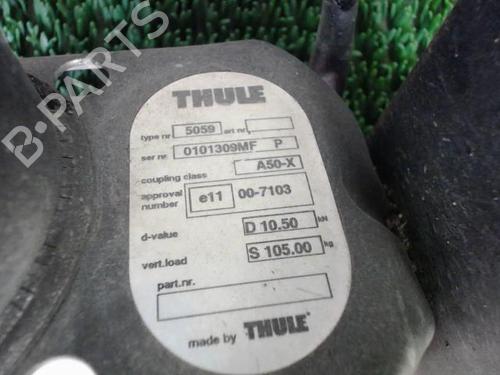 B-PARTS
THULE
type nr 5059 art nr
ser nr 0101309MF P
coupling class A50-X
approval number e11 00-7103
d-value D 10.50 kN
vert.load S 105.00 kg
part.nr.
made by THULE